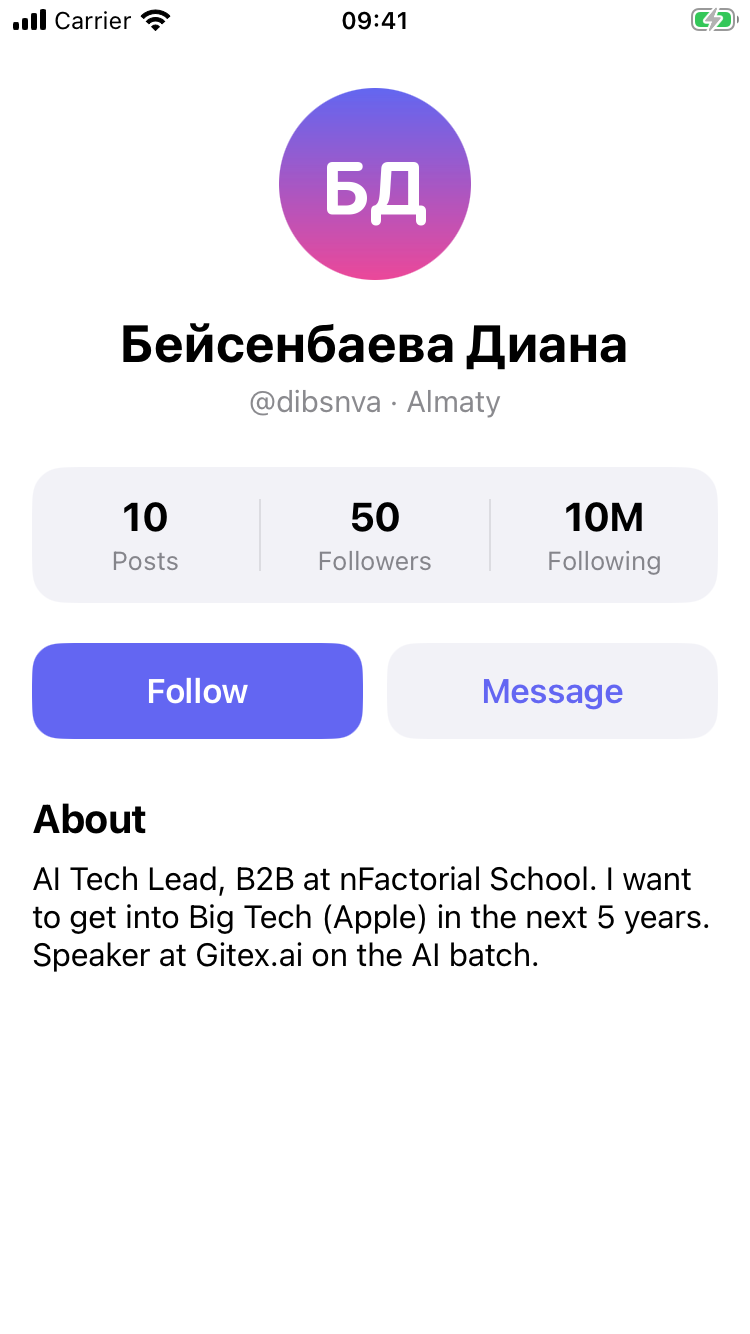 Carrier 09:41
БД
Бейсенбаева Диана
@dibsnva · Almaty
10 50 10M
Posts Followers Following
Follow Message
About
AI Tech Lead, B2B at nFactorial School. I want
to get into Big Tech (Apple) in the next 5 years.
Speaker at Gitex.ai on the AI batch.